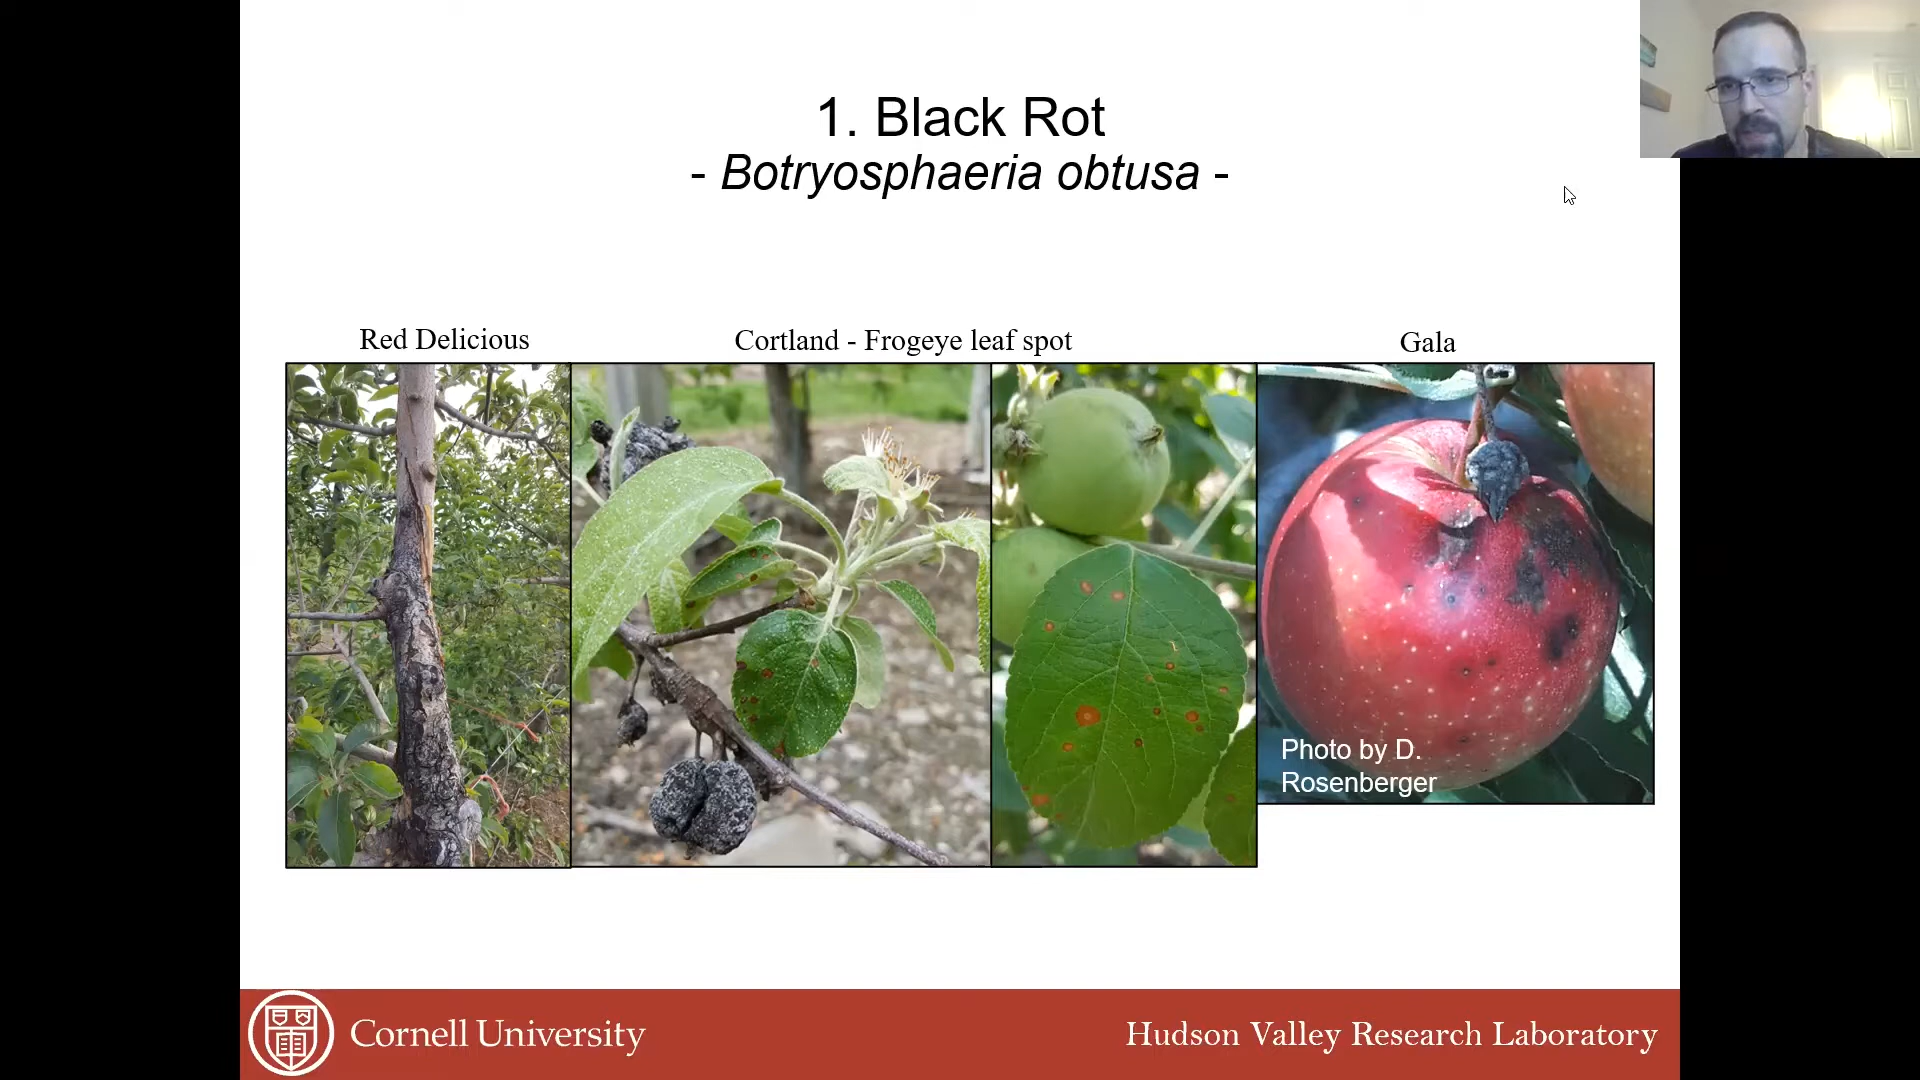 1. Black Rot
- Botryosphaeria obtusa -
Red Delicious
Cortland - Frogeye leaf spot
Gala
Photo by D.
Rosenberger
Cornell University
Hudson Valley Research Laboratory